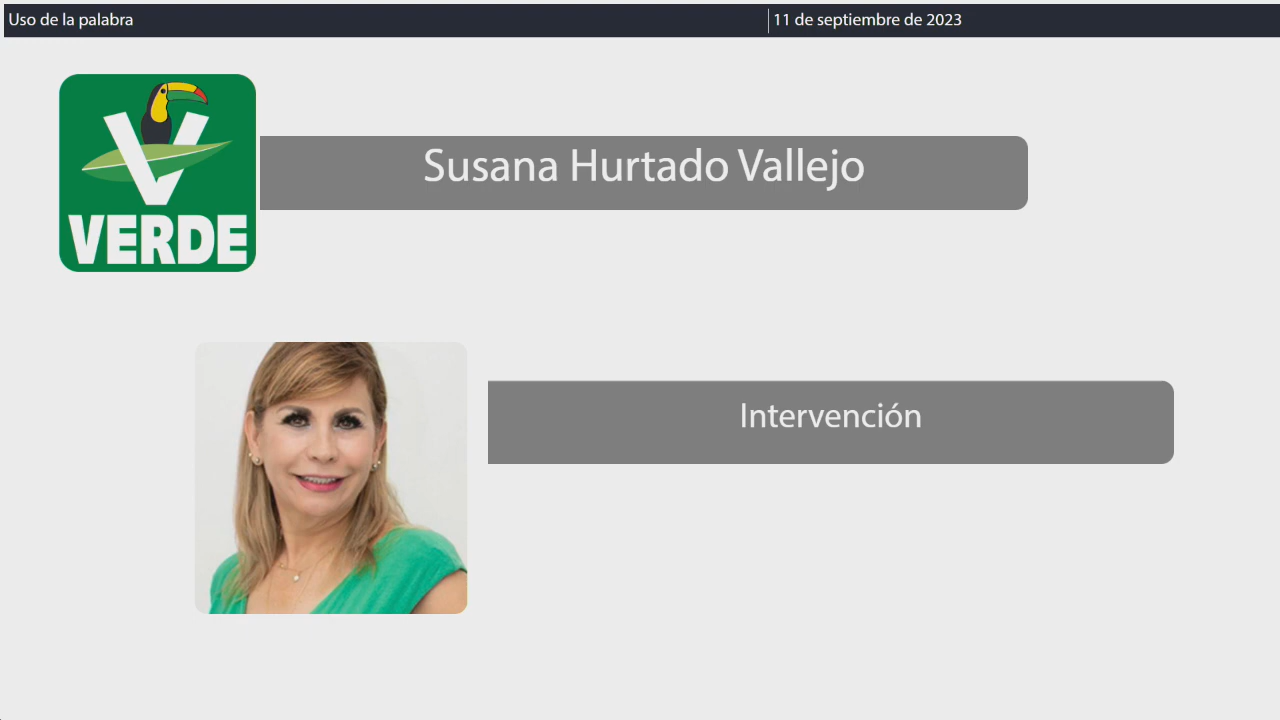 Uso de la palabra
11 de septiembre de 2023
V
VERDE
Susana Hurtado Vallejo
Intervención